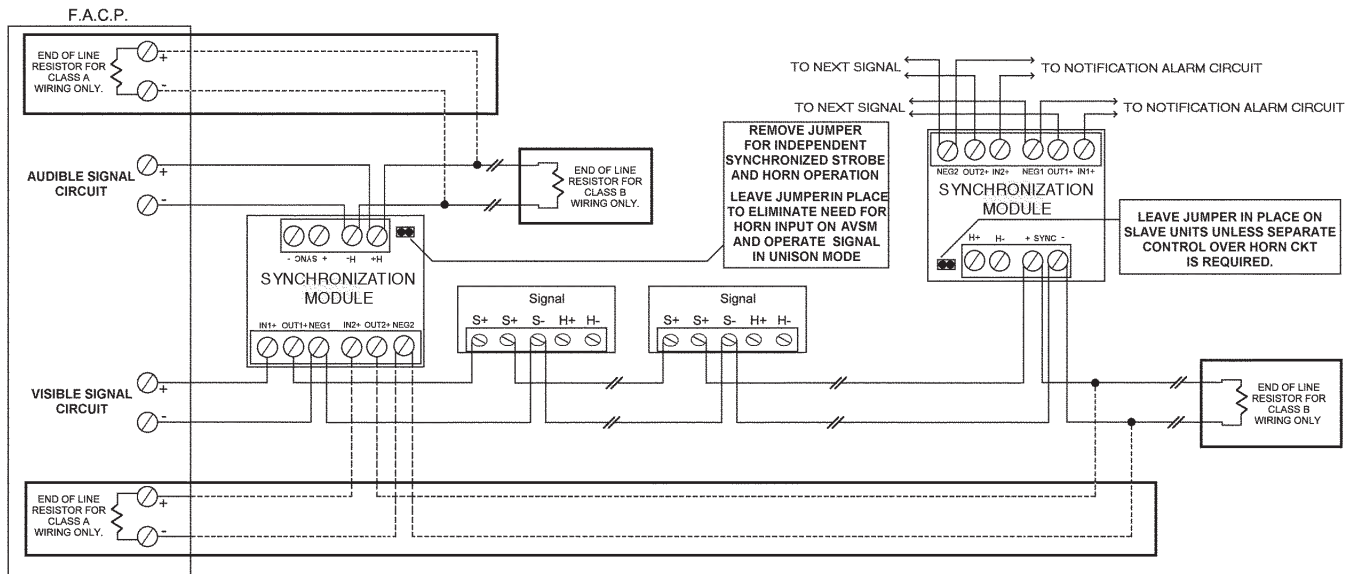 F.A.C.P.
END OF LINE
RESISTOR FOR
CLASS A
WIRING ONLY.
+
-
AUDIBLE SIGNAL
CIRCUIT
+
-
END OF LINE
RESISTOR FOR
CLASS B
WIRING ONLY.
REMOVE JUMPER
FOR INDEPENDENT
SYNCHRONIZED STROBE
AND HORN OPERATION
LEAVE JUMPER IN PLACE
TO ELIMINATE NEED FOR
HORN INPUT ON AVSM
AND OPERATE SIGNAL
IN UNISON MODE
TO NEXT SIGNAL
TO NOTIFICATION ALARM CIRCUIT
TO NEXT SIGNAL
TO NOTIFICATION ALARM CIRCUIT
NEG2 OUT2+ IN2+ NEG1 OUT1+ IN1+
SYNCHRONIZATION
MODULE
H+ H- + SYNC -
LEAVE JUMPER IN PLACE ON
SLAVE UNITS UNLESS SEPARATE
CONTROL OVER HORN CKT
IS REQUIRED.
- SYNC + H- H+
SYNCHRONIZATION
MODULE
IN1+ OUT1+ NEG1 IN2+ OUT2+ NEG2
Signal
S+ S+ S- H+ H-
Signal
S+ S+ S- H+ H-
VISIBLE SIGNAL
CIRCUIT
+
-
END OF LINE
RESISTOR FOR
CLASS B
WIRING ONLY
END OF LINE
RESISTOR FOR
CLASS A
WIRING ONLY.
+
-